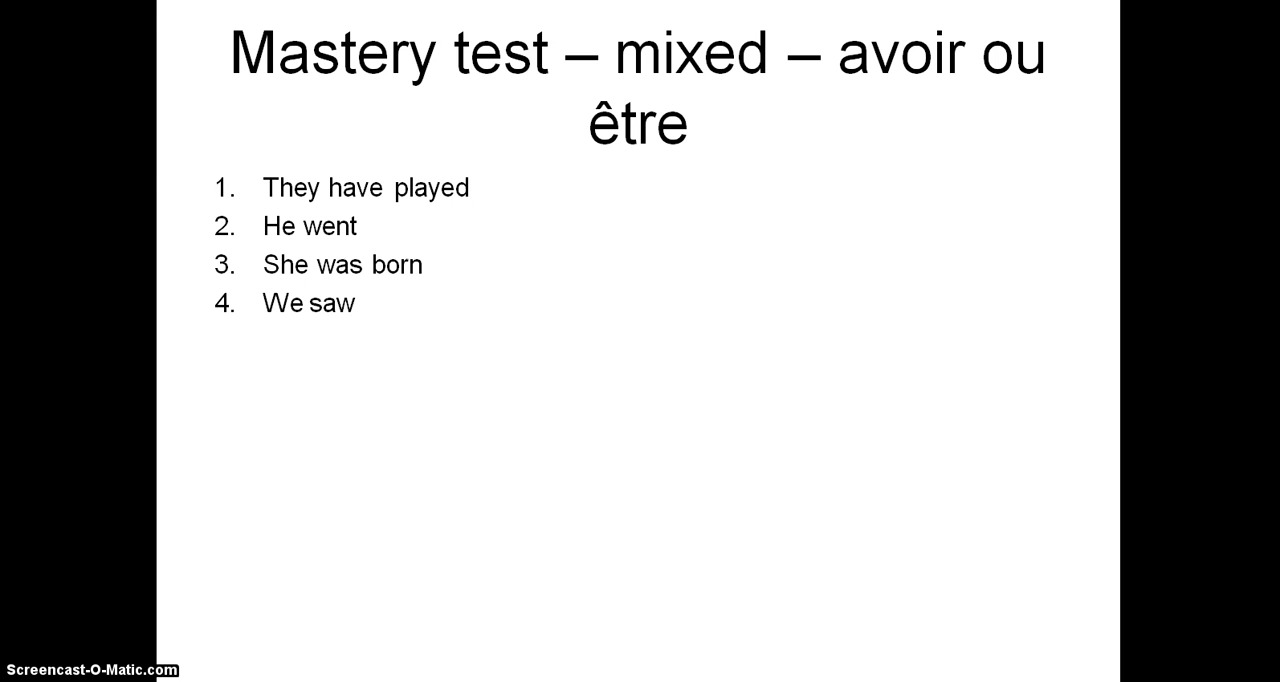 Mastery test – mixed – avoir ou
être
1. They have played
2. He went
3. She was born
4. We saw
Screencast-O-Matic.com